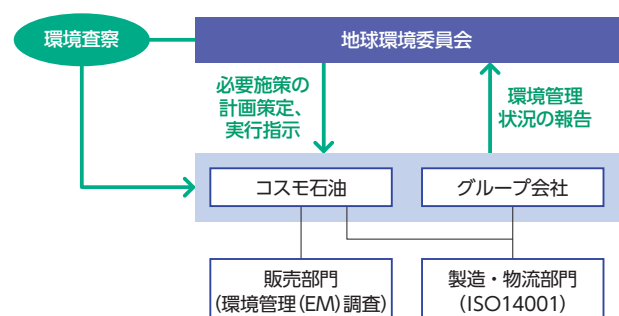 環境査察
地球環境委員会
必要施策の
計画策定、
実行指示
環境管理
状況の報告
コスモ石油
グループ会社
販売部門
(環境管理(EM)調査)
製造・物流部門
(ISO14001)